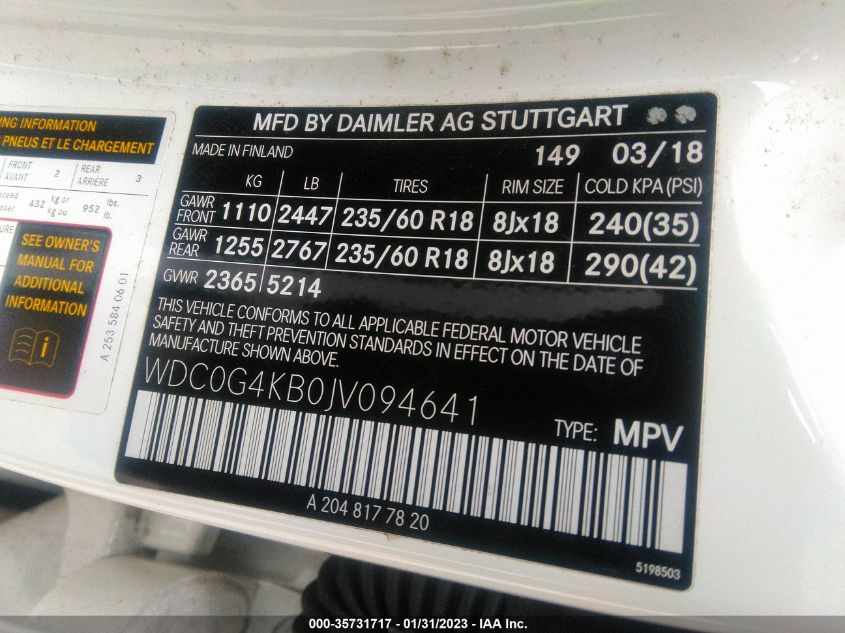 ING INFORMATION
PNEUS ET LE CHARGEMENT
FRONT AVANT 2 REAR ARRIÈRE 3
432 kg or kg ou 952 lbs. lb.
SEE OWNER'S
MANUAL FOR
ADDITIONAL
INFORMATION
i
A 253 584 06 01
MFD BY DAIMLER AG STUTTGART
MADE IN FINLAND 149 03/18
KG LB TIRES RIM SIZE COLD KPA (PSI)
GAWR FRONT 1110 2447 235/60 R18 8Jx18 240(35)
GAWR REAR 1255 2767 235/60 R18 8Jx18 290(42)
GVWR 2365 5214
THIS VEHICLE CONFORMS TO ALL APPLICABLE FEDERAL MOTOR VEHICLE
SAFETY AND THEFT PREVENTION STANDARDS IN EFFECT ON THE DATE OF
MANUFACTURE SHOWN ABOVE.
WDC0G4KB0JV094641
TYPE: MPV
A 204 817 78 20
5198503
000-35731717 - 01/31/2023 - IAA Inc.